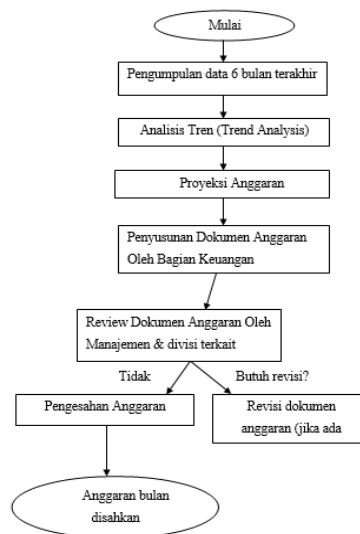 Mulai
Pengumpulan data 6 bulan terakhir
Analisis Tren (Trend Analysis)
Proyeksi Anggaran
Penyusunan Dokumen Anggaran
Oleh Bagian Keuangan
Review Dokumen Anggaran Oleh
Manajemen & divisi terkait
Tidak
Butuh revisi?
Pengesahan Anggaran
Revisi dokumen
anggaran (jika ada
Anggaran bulan
disahkan